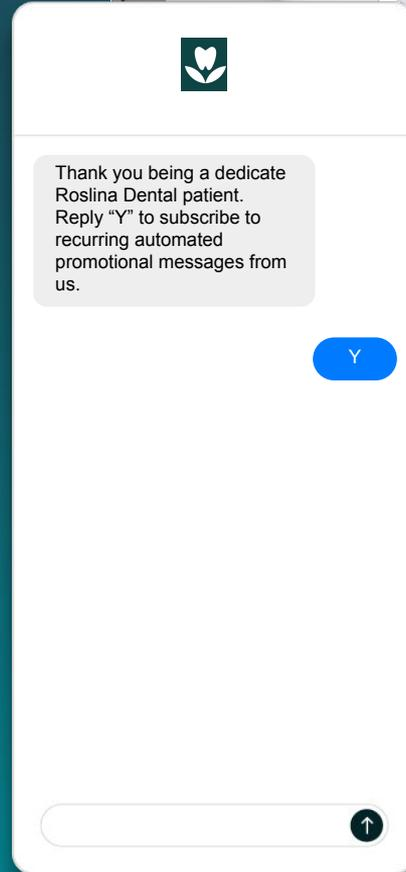 Thank you being a dedicate
Roslina Dental patient.
Reply “Y” to subscribe to
recurring automated
promotional messages from
us.
Y